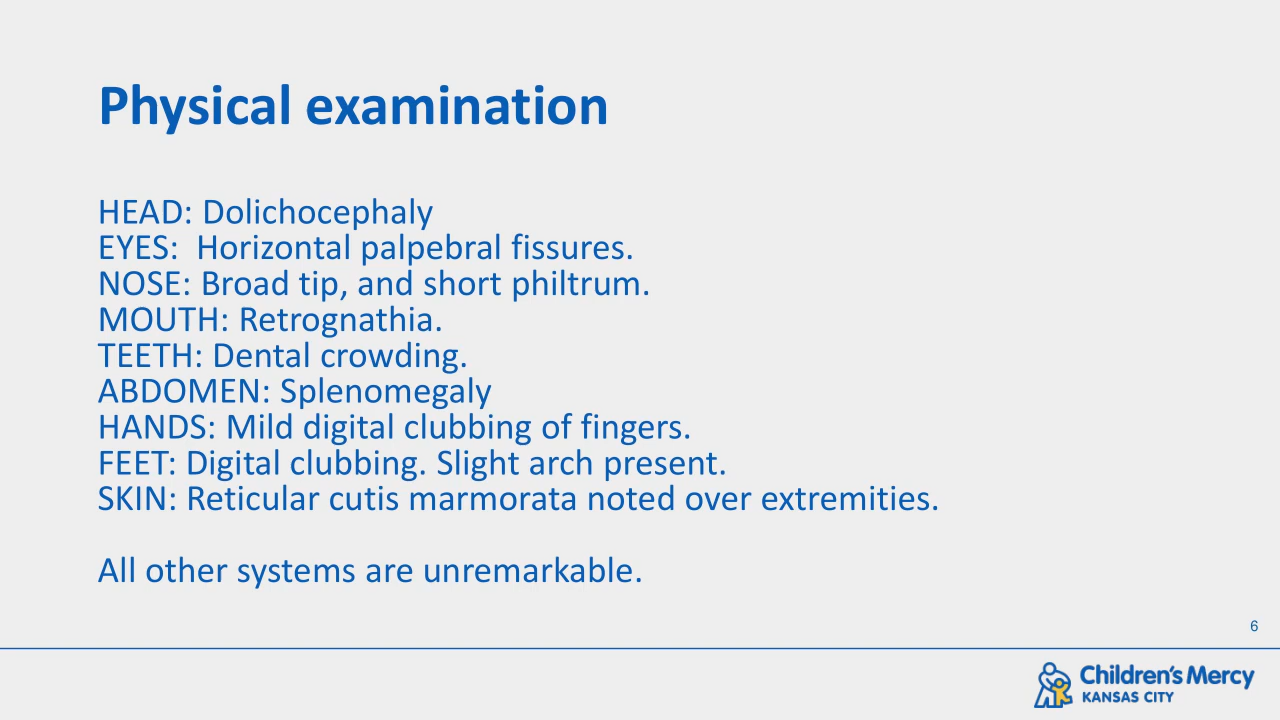 Physical examination
HEAD: Dolichocephaly
EYES:  Horizontal palpebral fissures.
NOSE: Broad tip, and short philtrum.
MOUTH: Retrognathia.
TEETH: Dental crowding.
ABDOMEN: Splenomegaly
HANDS: Mild digital clubbing of fingers.
FEET: Digital clubbing. Slight arch present.
SKIN: Reticular cutis marmorata noted over extremities.
All other systems are unremarkable.
6
Children's Mercy
KANSAS CITY